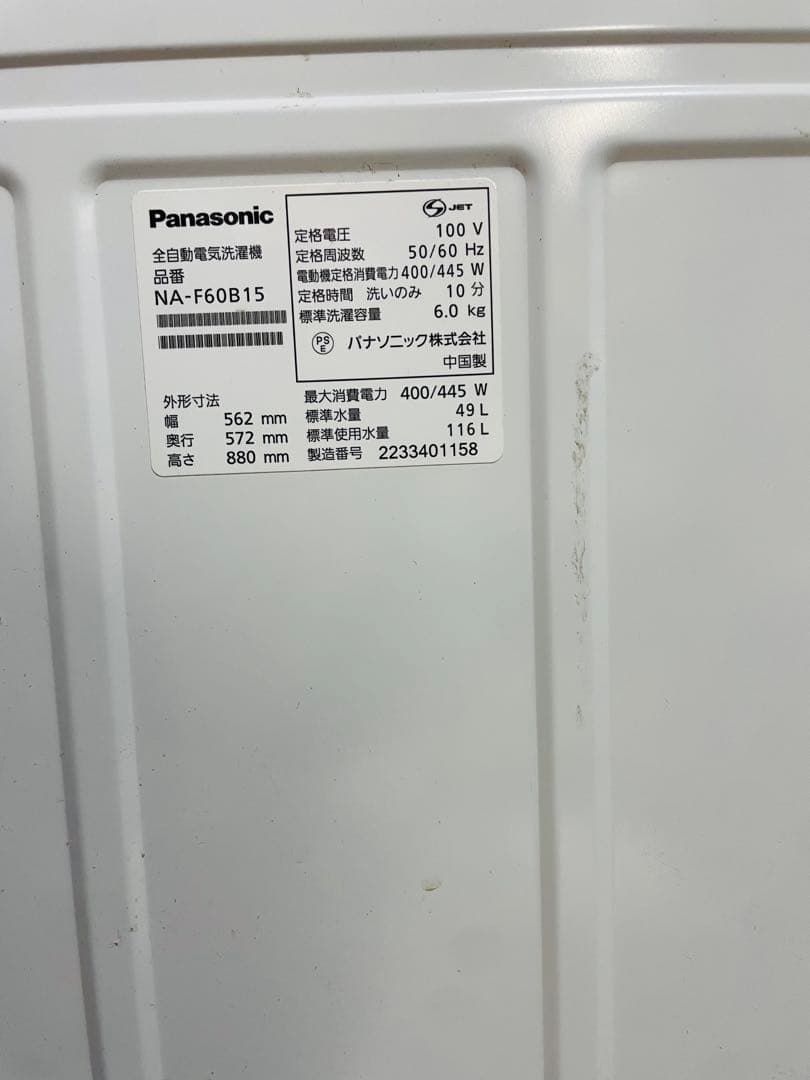 Panasonic
全自動電気洗濯機
品番
NA-F60B15
JET
定格電圧 100 V
定格周波数 50/60 Hz
電動機定格消費電力 400/445 W
定格時間 洗いのみ 10 分
標準洗濯容量 6.0 kg
PS
E
パナソニック株式会社
中国製
外形寸法
幅 562 mm
奥行 572 mm
高さ 880 mm
最大消費電力 400/445 W
標準水量 49 L
標準使用水量 116 L
製造番号 2233401158